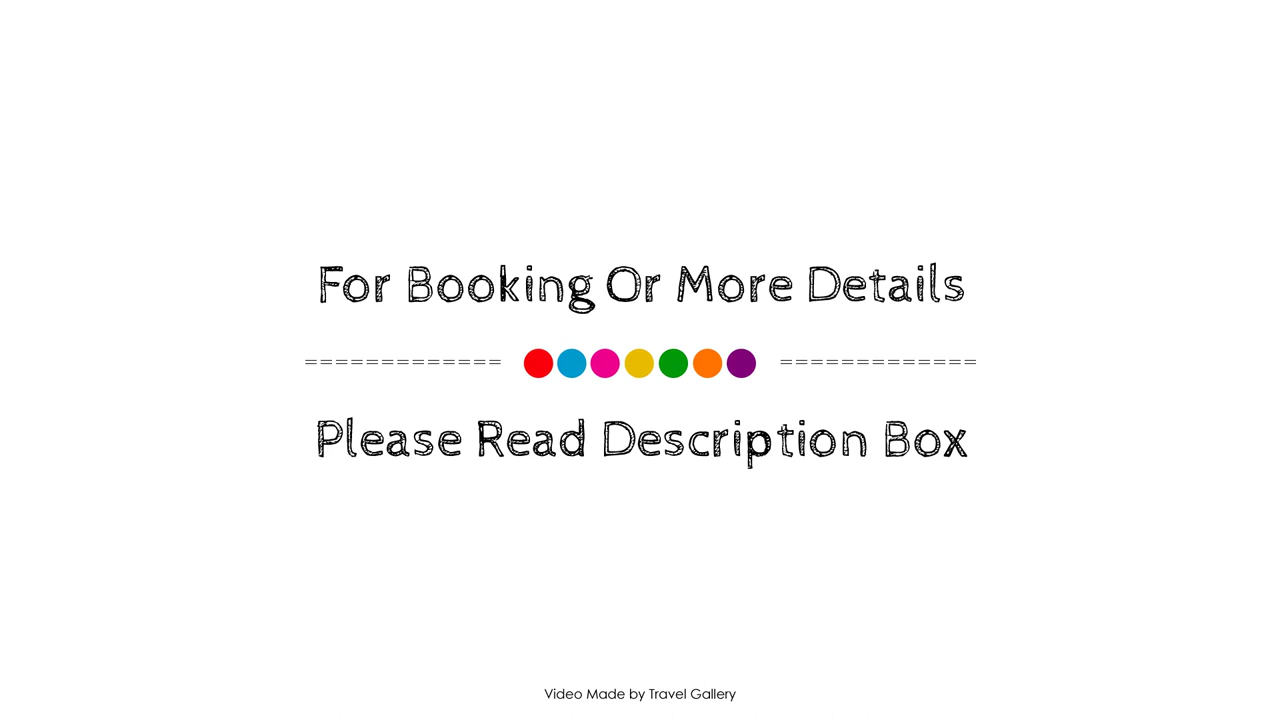 For Booking Or More Details
============= =============
Please Read Description Box
Video Made by Travel Gallery